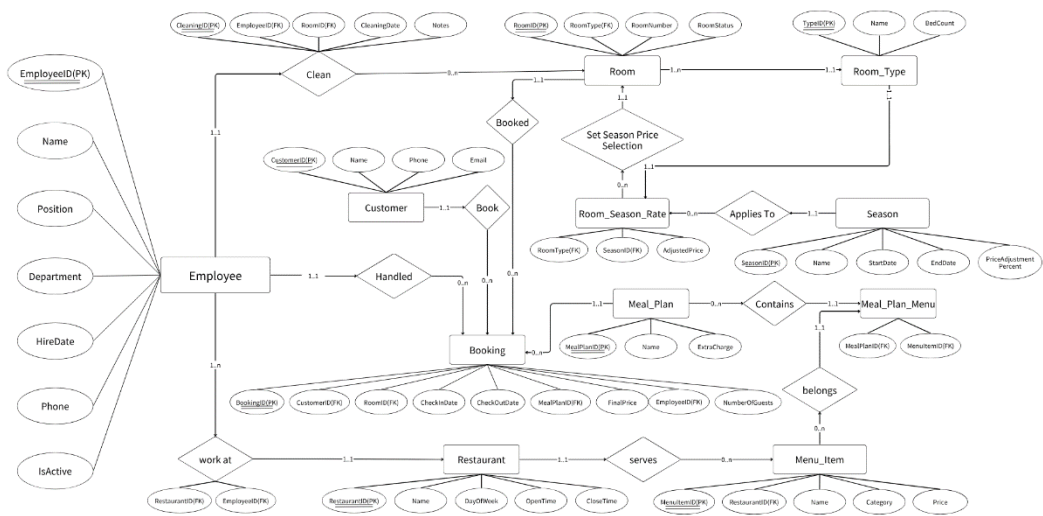 CleaningID(PK)
EmployeeID(FK)
RoomID(FK)
CleaningDate
Notes
RoomID(PK)
RoomType(FK)
RoomNumber
RoomStatus
TypeID(PK)
Name
BedCount
EmployeeID(PK)
Clean
0..n
Room
1..n
Room_Type
1..1
1..1
1..1
1..1
Booked
Set Season Price
Selection
Name
CustomerID(PK)
Name
Phone
Email
1..1
0..n
Position
Customer
1..1
Book
Room_Season_Rate
0..n
Applies To
1..1
Season
RoomType(FK)
SeasonID(FK)
AdjustedPrice
SeasonID(PK)
Name
StartDate
EndDate
PriceAdjustment
Percent
Department
Employee
1..1
Handled
0..n
0..n
0..n
1..1
Meal_Plan
0..n
Contains
1..1
Meal_Plan_Menu
HireDate
Booking
0..n
MealPlanID(PK)
Name
ExtraCharge
1..1
MealPlanID(FK)
MenuItemID(FK)
1..n
belongs
Phone
BookingID(PK)
CustomerID(FK)
RoomID(FK)
CheckInDate
CheckOutDate
MealPlanID(FK)
FinalPrice
EmployeeID(FK)
NumberOfGuests
0..n
IsActive
work at
1..1
Restaurant
1..1
serves
0..n
Menu_Item
RestaurantID(FK)
EmployeeID(FK)
RestaurantID(PK)
Name
DayOfWeek
OpenTime
CloseTime
MenuItemID(PK)
RestaurantID(FK)
Name
Category
Price